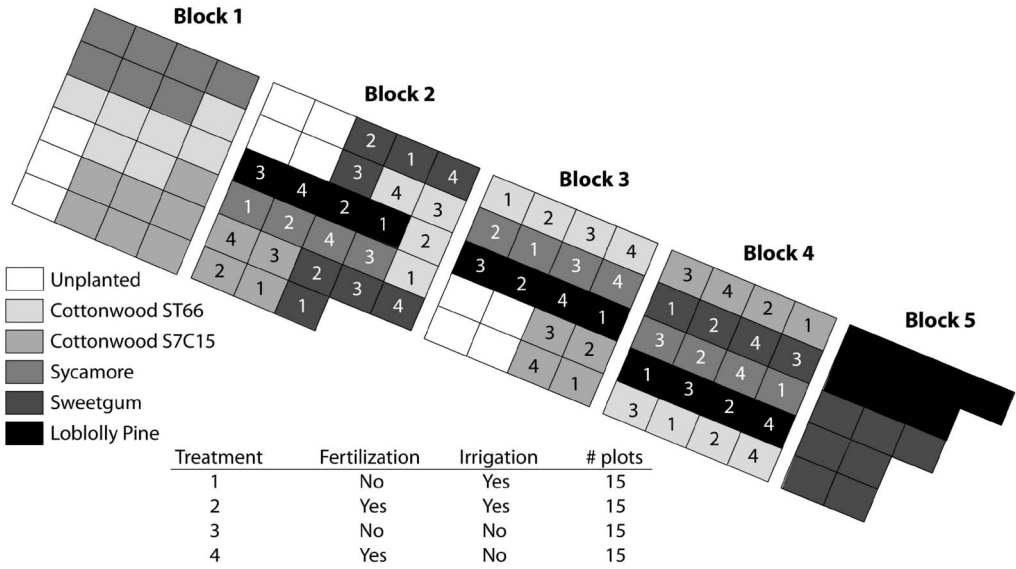 Block 1
Block 2
2 1 4
3 4 3
3 4 2 1 2
1 2 4 3 1
4 3 2 3 4
2 1 1
Block 3
1 2 3 4
2 1 3 4
3 2 4 1
3 2
4 1
Block 4
3 4 2 1
1 2 4 3
3 2 4 1
1 3 2 4
3 1 2 4
Block 5
Unplanted
Cottonwood ST66
Cottonwood S7C15
Sycamore
Sweetgum
Loblolly Pine
Treatment Fertilization Irrigation # plots
1 No Yes 15
2 Yes Yes 15
3 No No 15
4 Yes No 15